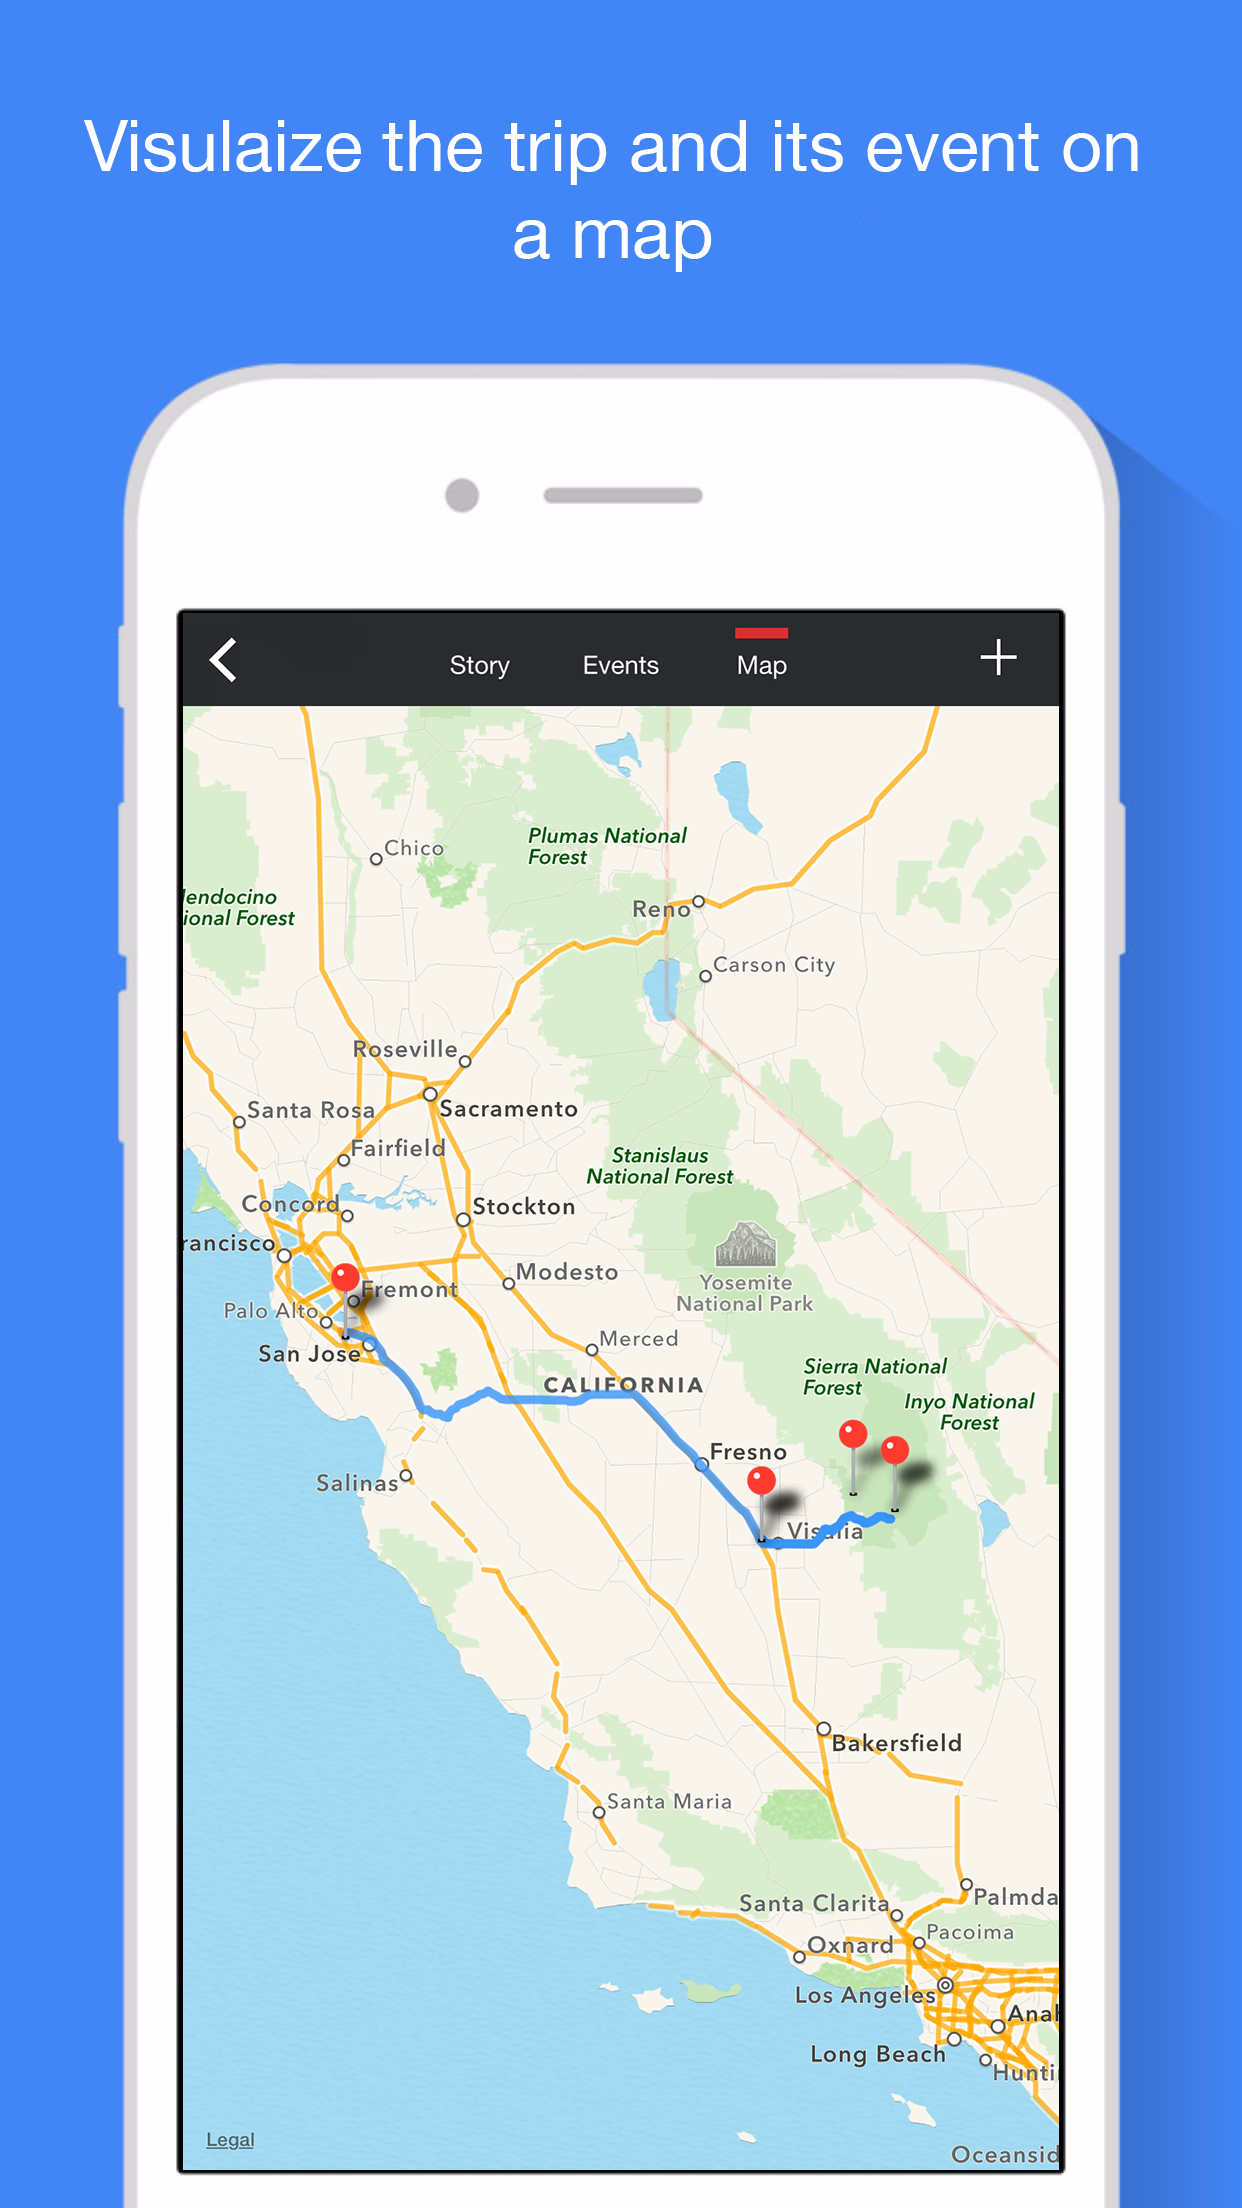 Visulaize the trip and its event on
a map
Story Events Map
Chico
Plumas National
Forest
lendocino
ional Forest
Reno
Carson City
Roseville
Sacramento
Santa Rosa
Fairfield
Stanislaus
National Forest
Concord
Stockton
rancisco
Modesto
Yosemite
National Park
Fremont
Palo Alto
San Jose
Merced
Sierra National
Forest
CALIFORNIA
Inyo National
Forest
Fresno
Salinas
Visalia
Bakersfield
Santa Maria
Santa Clarita
Palmda
Pacoima
Oxnard
Los Angeles
Anah
Long Beach
Huntin
Legal
Oceansid